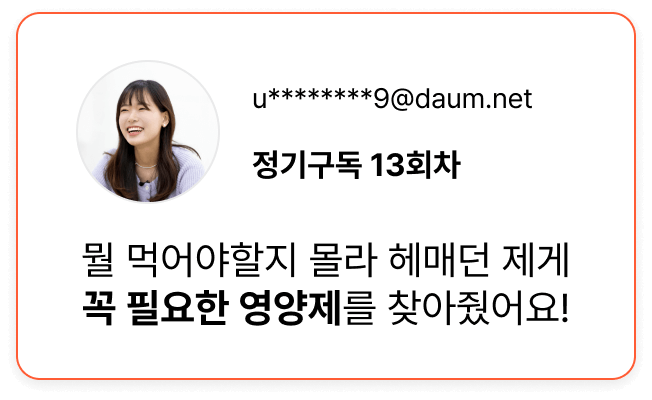 u********9@daum.net
정기구독 13회차
뭘 먹어야할지 몰라 헤매던 제게
꼭 필요한 영양제를 찾아줬어요!